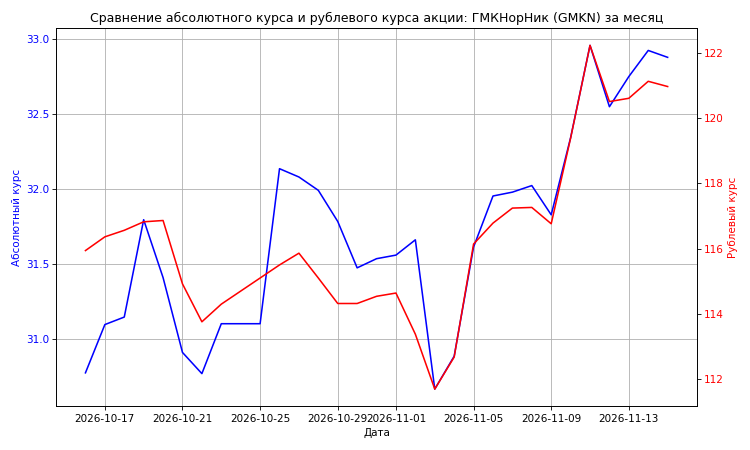 Сравнение абсолютного курса и рублевого курса акции: ГМКНорНик (GMKN) за месяц
33.0
32.5
32.0
31.5
31.0
Абсолютный курс
122
120
118
116
114
112
Рублевый курс
2026-10-17 2026-10-21 2026-10-25 2026-10-29 2026-11-01 2026-11-05 2026-11-09 2026-11-13
Дата